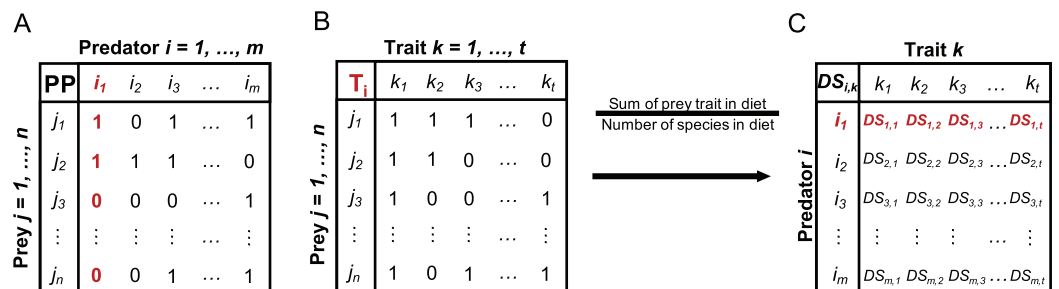 A
Predator i = 1, …, m
PP i1 i2 i3 … im
Prey j = 1, …, n
j1 1 0 1 … 1
j2 1 1 1 … 0
j3 0 0 0 … 1
⋮ ⋮ ⋮ ⋮ … ⋮
jn 0 0 1 … 1
B
Trait k = 1, …, t
Ti k1 k2 k3 … kt
Prey j = 1, …, n
j1 1 1 1 … 0
j2 1 1 0 … 0
j3 1 0 0 … 1
⋮ ⋮ ⋮ ⋮ … ⋮
jn 1 0 1 … 1
Sum of prey trait in diet
Number of species in diet
C
Trait k
DSi,k k1 k2 k3 … kt
Predator i
i1 DS1,1 DS1,2 DS1,3 … DS1,t
i2 DS2,1 DS2,2 DS2,3 … DS2,t
i3 DS3,1 DS3,2 DS3,3 … DS3,t
⋮ ⋮ ⋮ ⋮ … ⋮
im DSm,1 DSm,2 DSm,3 … DSm,t